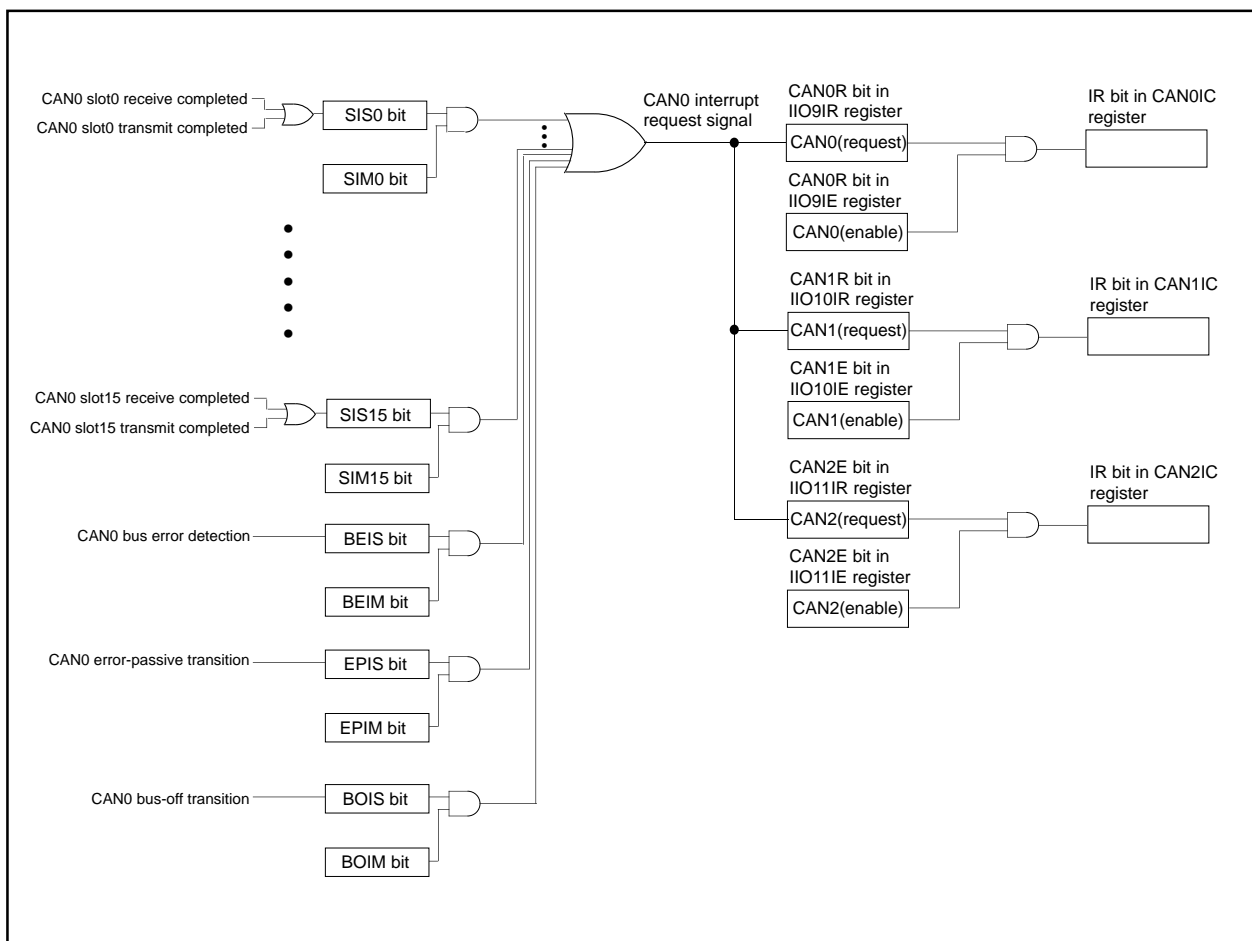 CAN0 slot0 receive completed
CAN0 slot0 transmit completed
SIS0 bit
SIM0 bit
CAN0 slot15 receive completed
CAN0 slot15 transmit completed
SIS15 bit
SIM15 bit
CAN0 bus error detection
BEIS bit
BEIM bit
CAN0 error-passive transition
EPIS bit
EPIM bit
CAN0 bus-off transition
BOIS bit
BOIM bit
CAN0 interrupt
request signal
CAN0R bit in
IIO9IR register
CAN0(request)
CAN0R bit in
IIO9IE register
CAN0(enable)
IR bit in CAN0IC
register
CAN1R bit in
IIO10IR register
CAN1(request)
CAN1E bit in
IIO10IE register
CAN1(enable)
IR bit in CAN1IC
register
CAN2E bit in
IIO11IR register
CAN2(request)
CAN2E bit in
IIO11IE register
CAN2(enable)
IR bit in CAN2IC
register